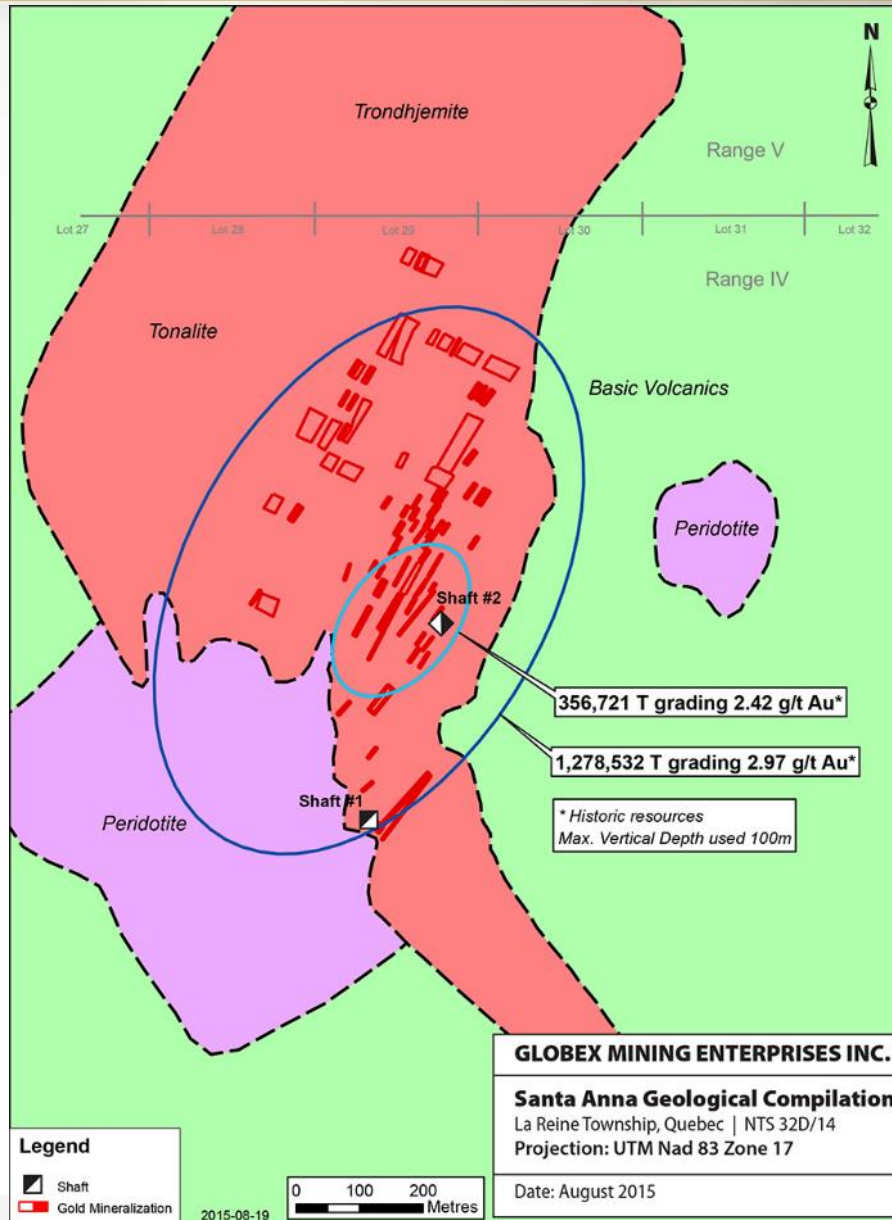 N
Trondhjemite
Range V
Lot 27
Lot 28
Lot 29
Lot 30
Lot 31
Lot 32
Range IV
Tonalite
Basic Volcanics
Peridotite
Shaft #2
356,721 T grading 2.42 g/t Au*
1,278,532 T grading 2.97 g/t Au*
Shaft #1
* Historic resources
Max. Vertical Depth used 100m
Peridotite
GLOBEX MINING ENTERPRISES INC.
Santa Anna Geological Compilation
La Reine Township, Quebec | NTS 32D/14
Projection: UTM Nad 83 Zone 17
Date: August 2015
Legend
Shaft
Gold Mineralization
2015-08-19
0 100 200
Metres